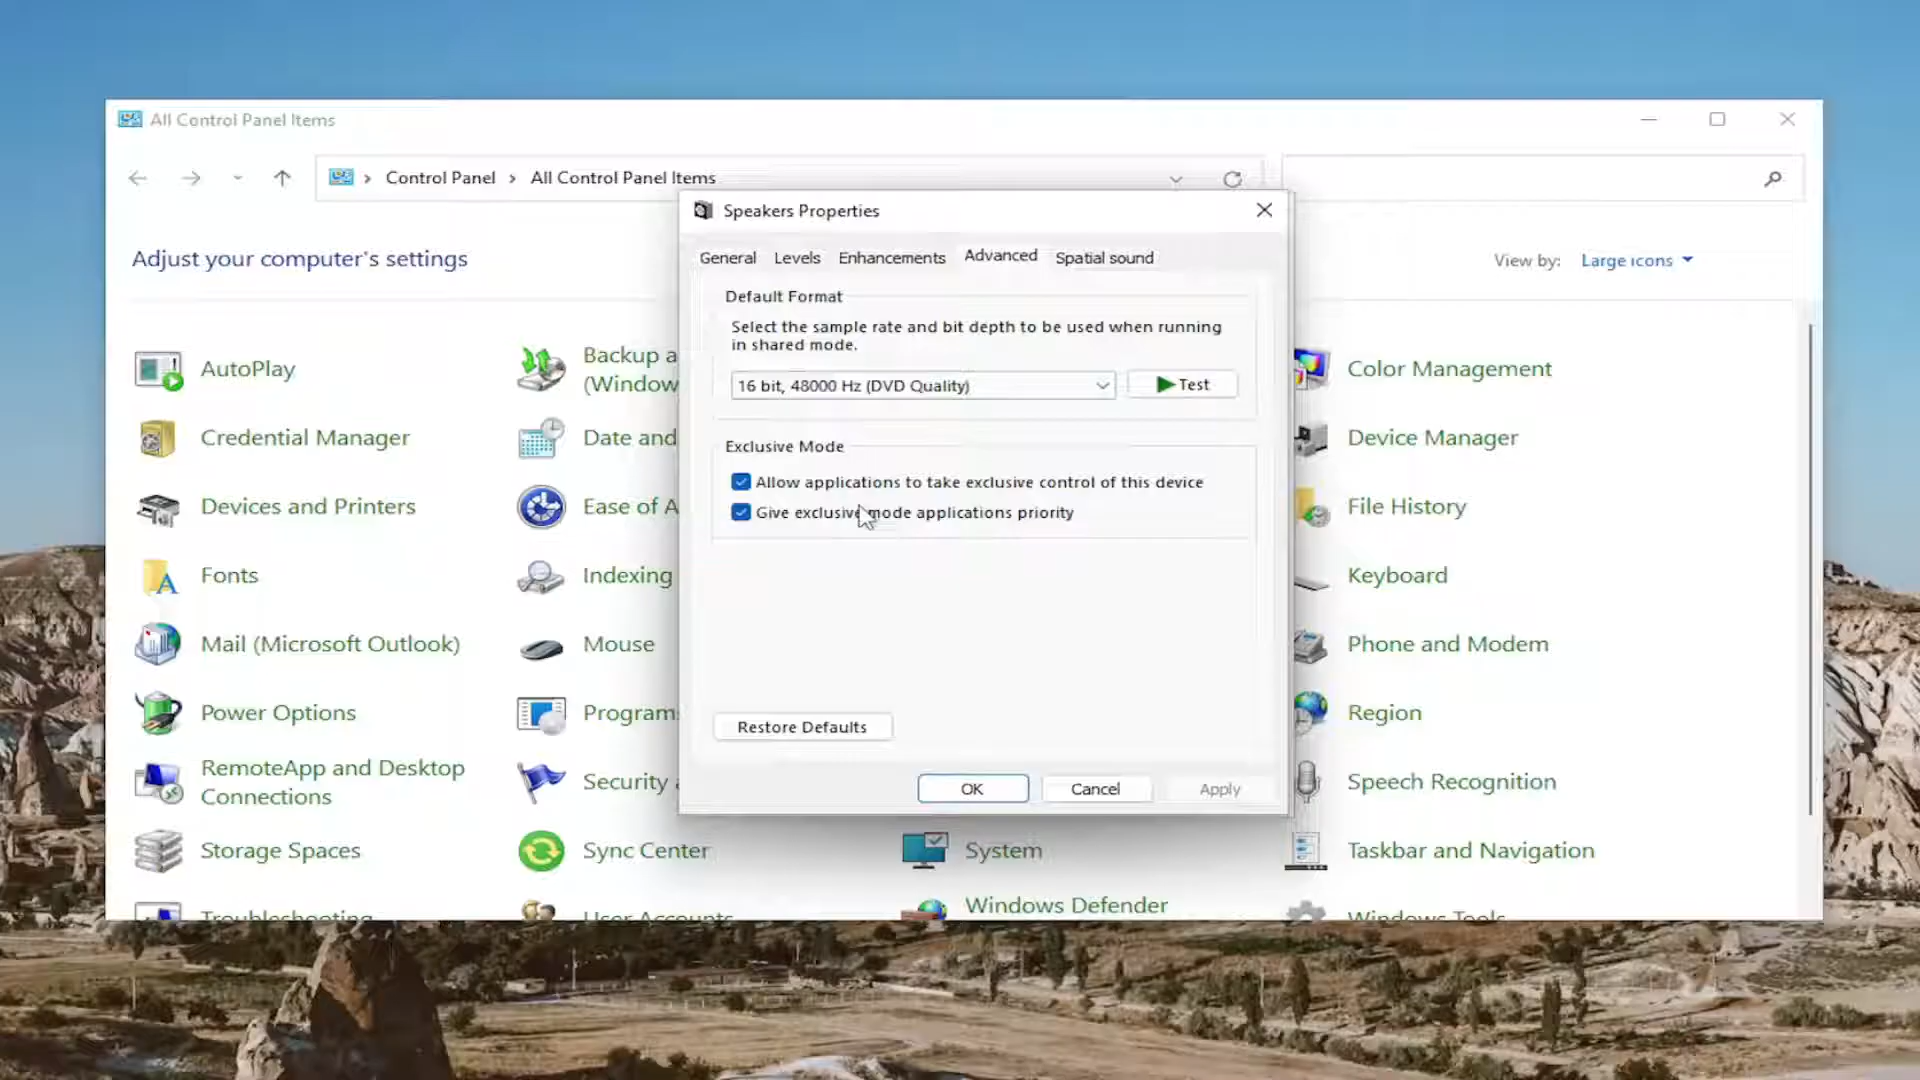 All Control Panel Items
Control Panel > All Control Panel Items
Speakers Properties
General Levels Enhancements Advanced Spatial sound
Adjust your computer's settings
View by: Large icons
Default Format
Select the sample rate and bit depth to be used when running
in shared mode.
16 bit, 48000 Hz (DVD Quality)
Test
Exclusive Mode
Allow applications to take exclusive control of this device
Give exclusive mode applications priority
Restore Defaults
OK Cancel Apply
AutoPlay
Backup a
(Window
Color Management
Credential Manager
Date and
Device Manager
Devices and Printers
Ease of A
File History
Fonts
Indexing
Keyboard
Mail (Microsoft Outlook)
Mouse
Phone and Modem
Power Options
Program
Region
RemoteApp and Desktop
Connections
Security
Speech Recognition
Storage Spaces
Sync Center
System
Taskbar and Navigation
Troubleshooting
User Accounts
Windows Defender
Windows Tools